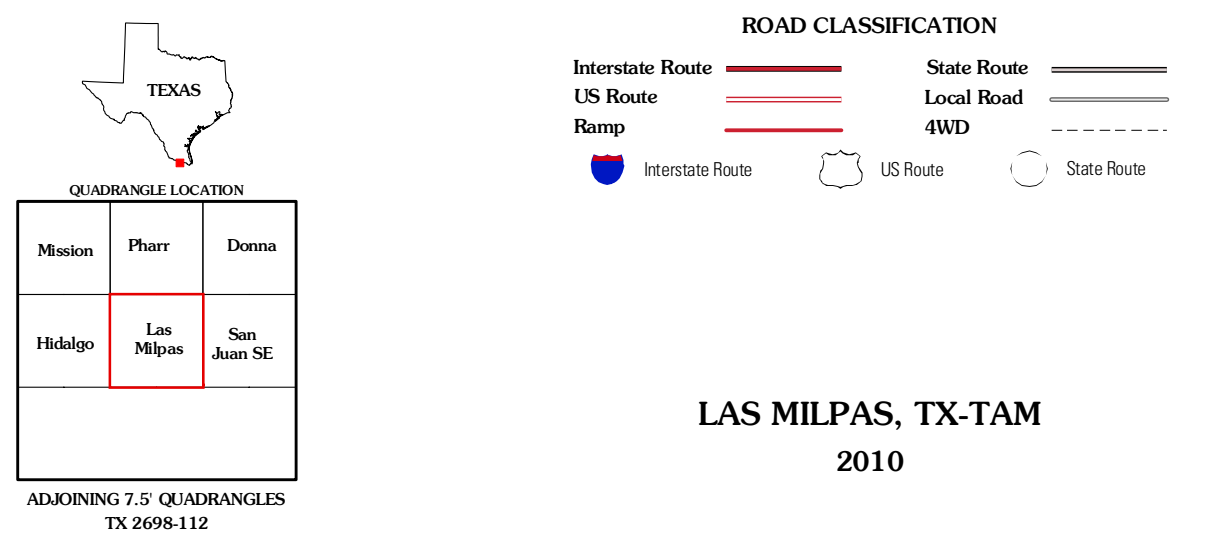 TEXAS
QUADRANGLE LOCATION
Mission
Pharr
Donna
Hidalgo
Las
Milpas
San
Juan SE
ADJOINING 7.5' QUADRANGLES
TX 2698-112
ROAD CLASSIFICATION
Interstate Route
State Route
US Route
Local Road
Ramp
4WD
Interstate Route
US Route
State Route
LAS MILPAS, TX-TAM
2010